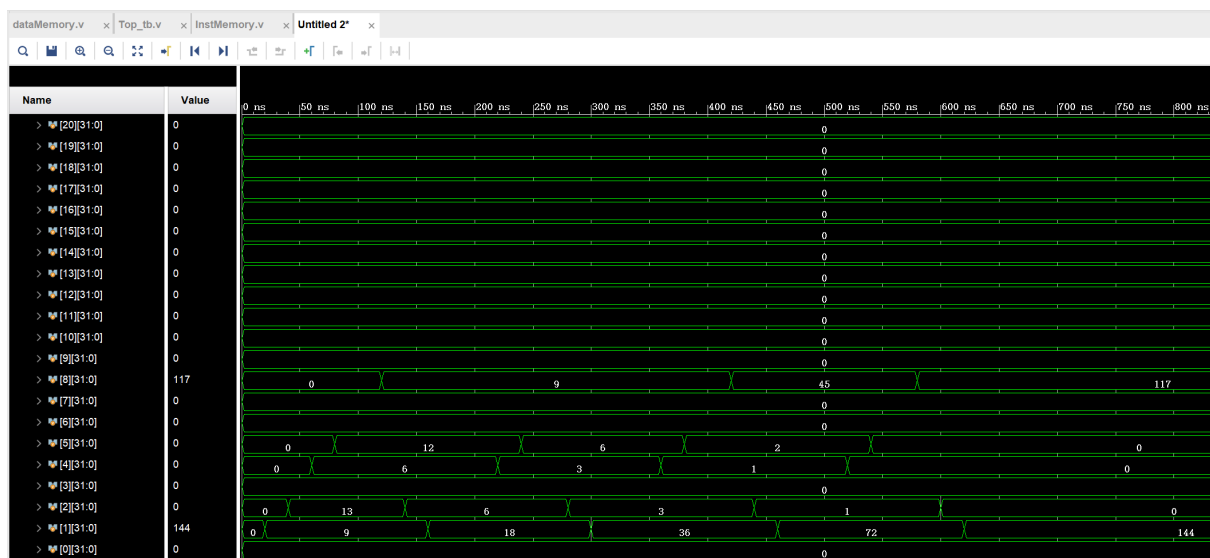 dataMemory.v × Top_tb.v × InstMemory.v × Untitled 2* ×
Name Value 0 ns 50 ns 100 ns 150 ns 200 ns 250 ns 300 ns 350 ns 400 ns 450 ns 500 ns 550 ns 600 ns 650 ns 700 ns 750 ns 800 ns
[20][31:0] 0 0
[19][31:0] 0 0
[18][31:0] 0 0
[17][31:0] 0 0
[16][31:0] 0 0
[15][31:0] 0 0
[14][31:0] 0 0
[13][31:0] 0 0
[12][31:0] 0 0
[11][31:0] 0 0
[10][31:0] 0 0
[9][31:0] 0 0
[8][31:0] 117 0 9 45 117
[7][31:0] 0 0
[6][31:0] 0 0
[5][31:0] 0 0 12 6 2 0
[4][31:0] 0 0 6 3 1 0
[3][31:0] 0 0
[2][31:0] 0 0 13 6 3 1 0
[1][31:0] 144 0 9 18 36 72 144
[0][31:0] 0 0